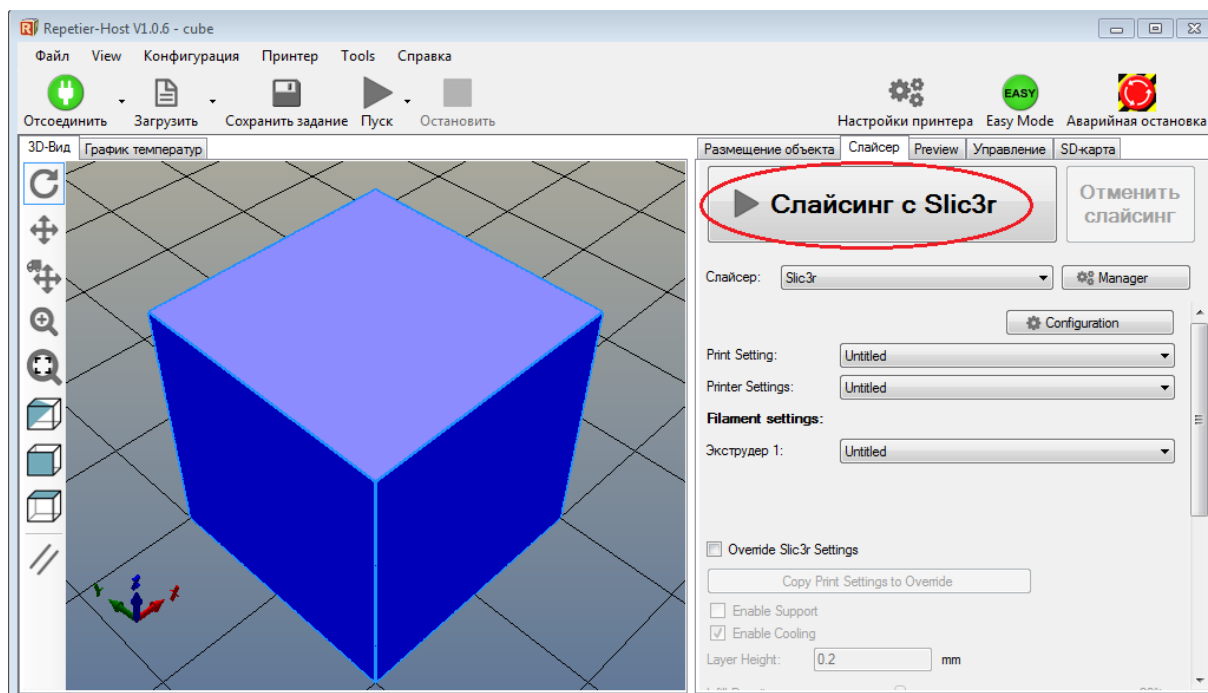 Repetier-Host V1.0.6 - cube
Файл View Конфигурация Принтер Tools Справка
EASY
Отсоединить Загрузить Сохранить задание Пуск Остановить Настройки принтера Easy Mode Аварийная остановка
3D-Вид График температур Размещение объекта Слайсер Preview Управление SD-карта
Слайсинг с Slic3r
Отменить
слайсинг
Слайсер: Slic3r Manager
Configuration
Print Setting: Untitled
Printer Settings: Untitled
Filament settings:
Экструдер 1: Untitled
Override Slic3r Settings
Copy Print Settings to Override
Enable Support
Enable Cooling
Layer Height: 0.2 mm
Y Z X